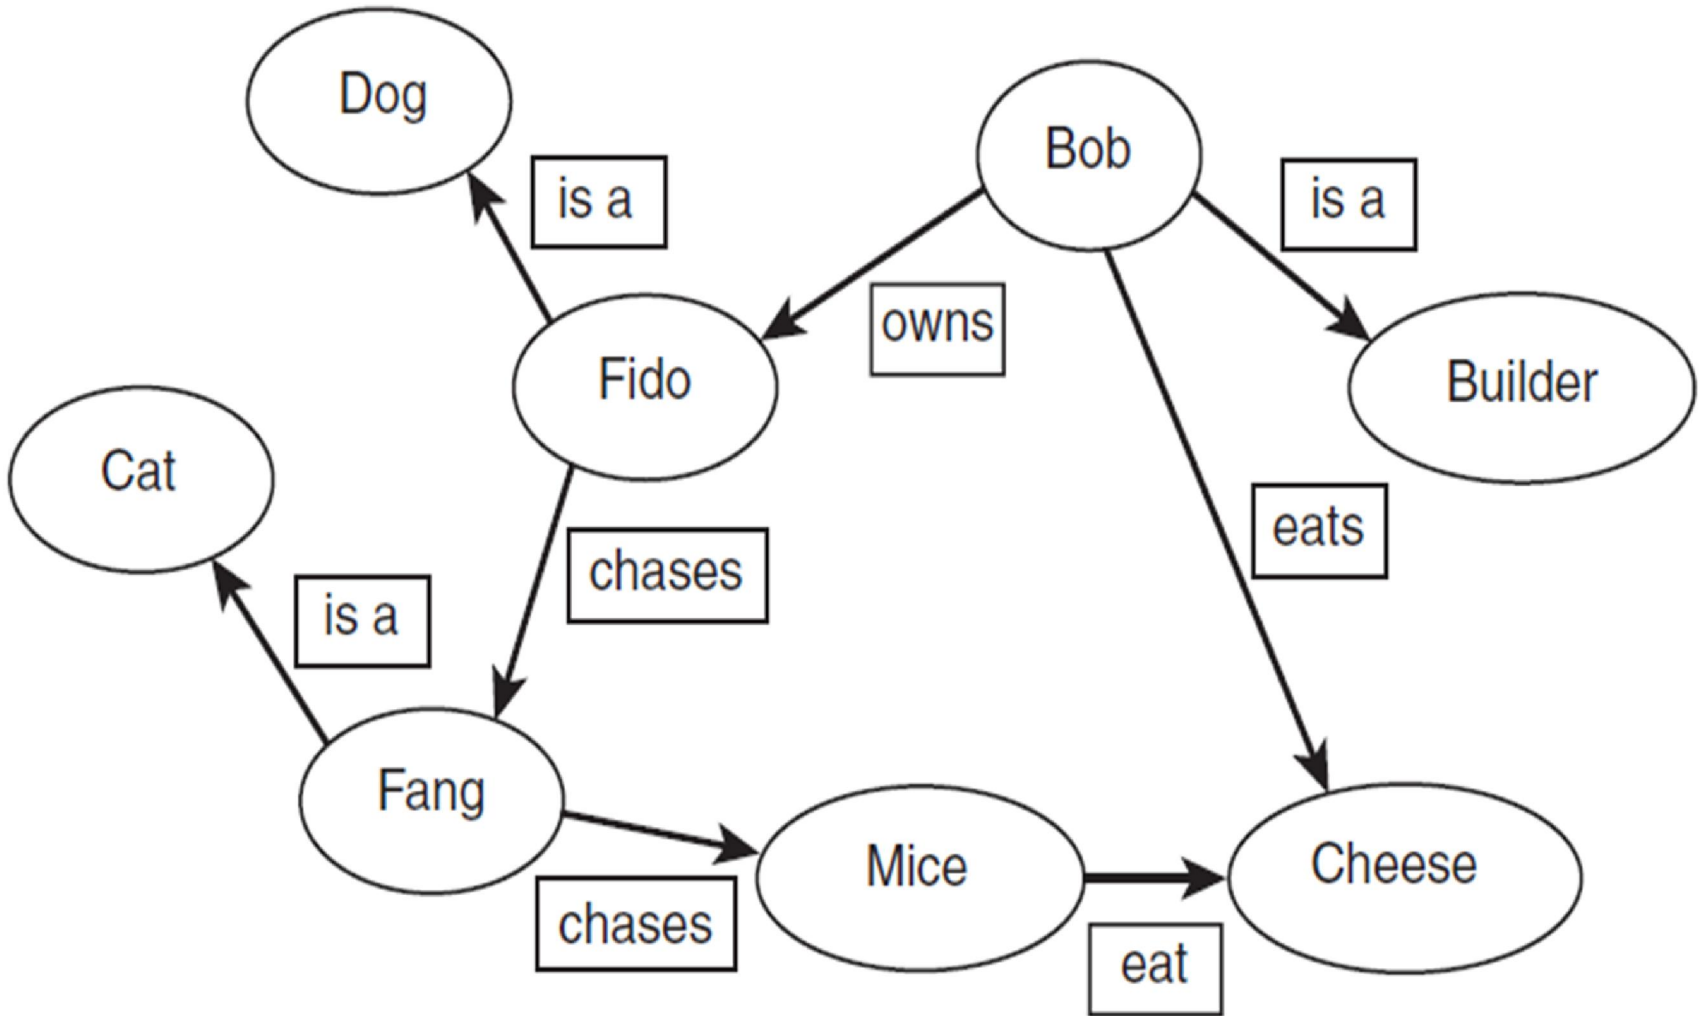 Dog
Bob
is a
is a
owns
Fido
Builder
Cat
eats
chases
is a
Fang
Mice
Cheese
chases
eat